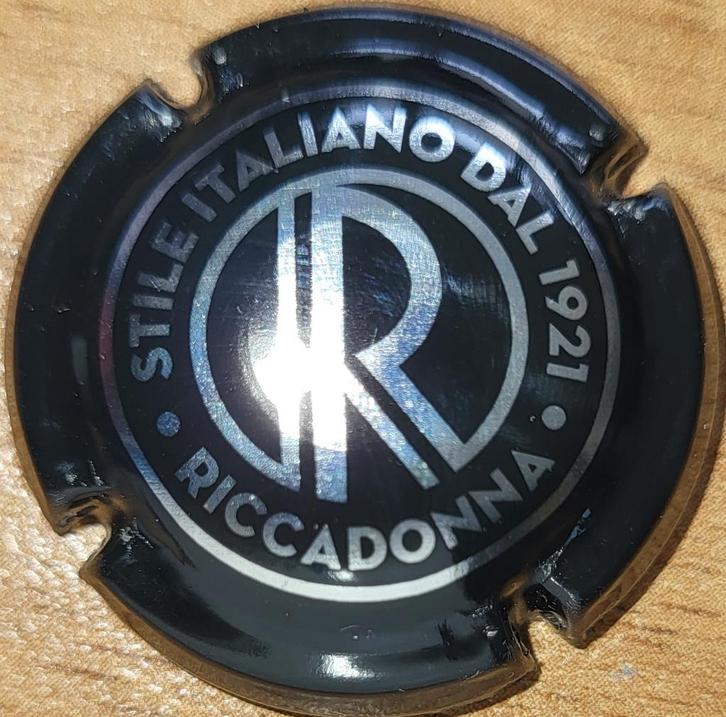 STILE ITALIANO DAL 1921
R
RICCADONNA